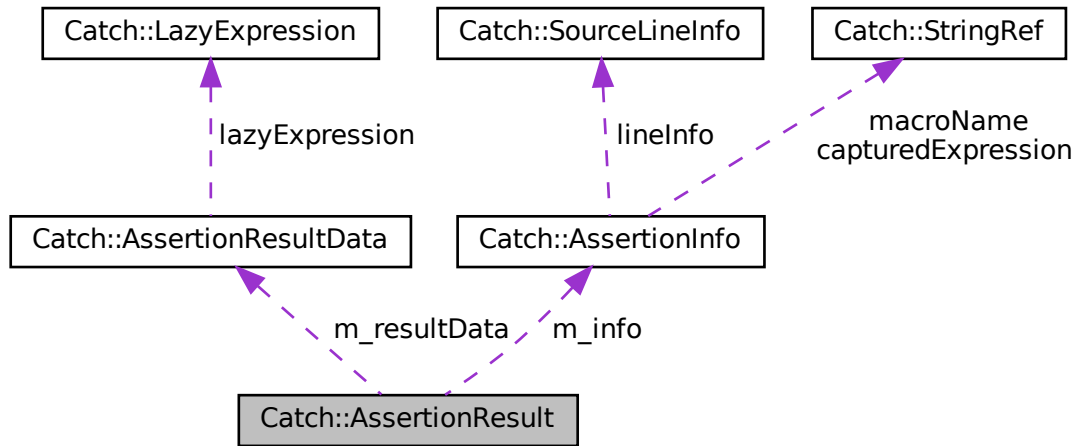 Catch::LazyExpression
Catch::SourceLineInfo
Catch::StringRef
lazyExpression
lineInfo
macroName
capturedExpression
Catch::AssertionResultData
Catch::AssertionInfo
m_resultData
m_info
Catch::AssertionResult